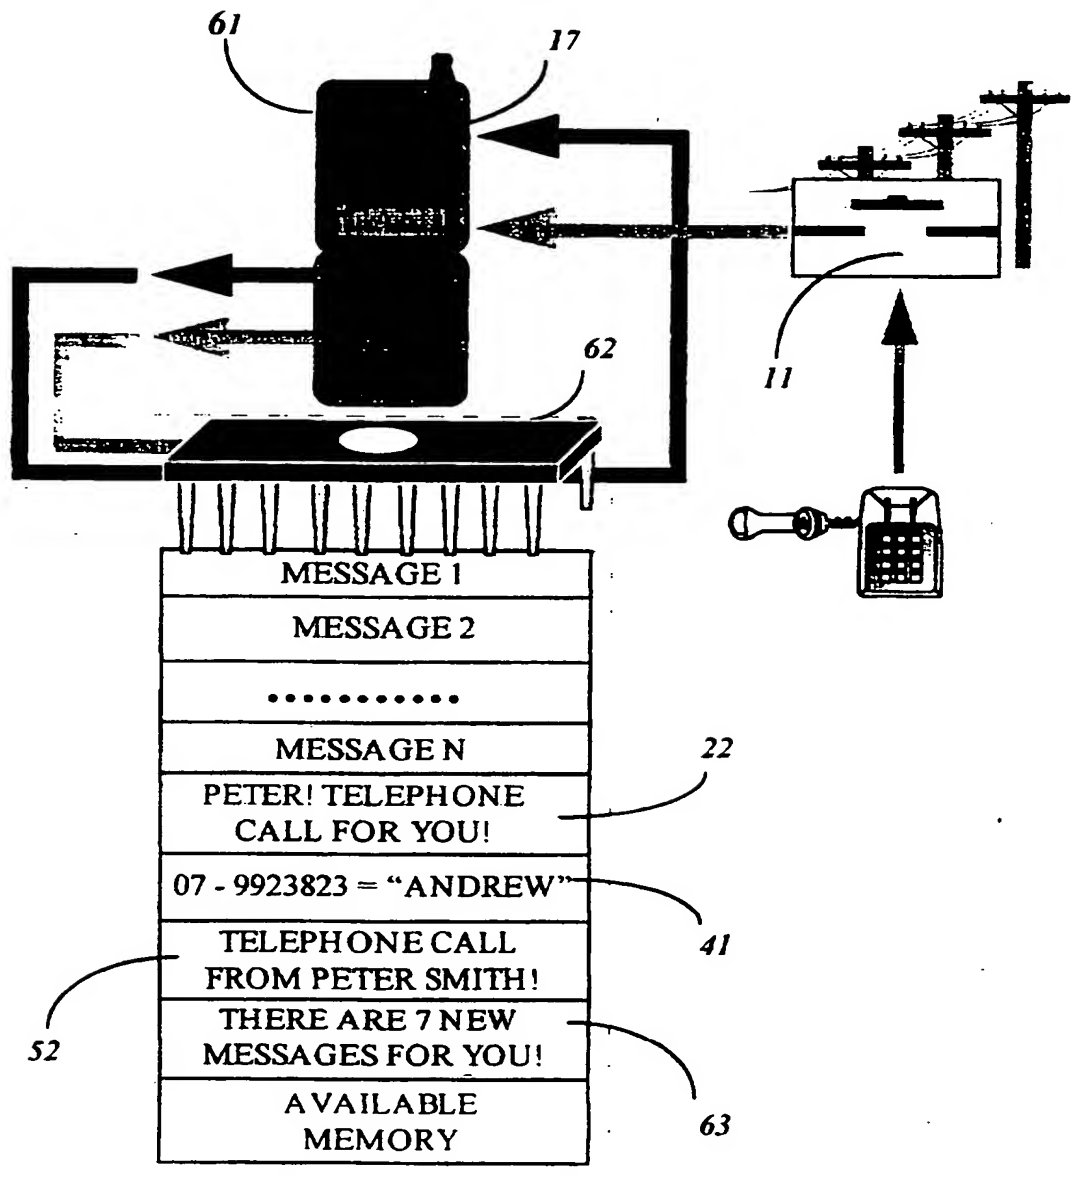 61
17
62
11
MESSAGE 1
MESSAGE 2
...........
MESSAGE N
22
PETER! TELEPHONE
CALL FOR YOU!
07 - 9923823 = “ANDREW”
41
TELEPHONE CALL
FROM PETER SMITH!
52
THERE ARE 7 NEW
MESSAGES FOR YOU!
63
AVAILABLE
MEMORY